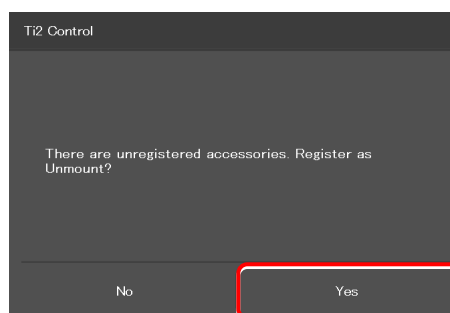 Ti2 Control
There are unregistered accessories. Register as
Unmount?
No
Yes